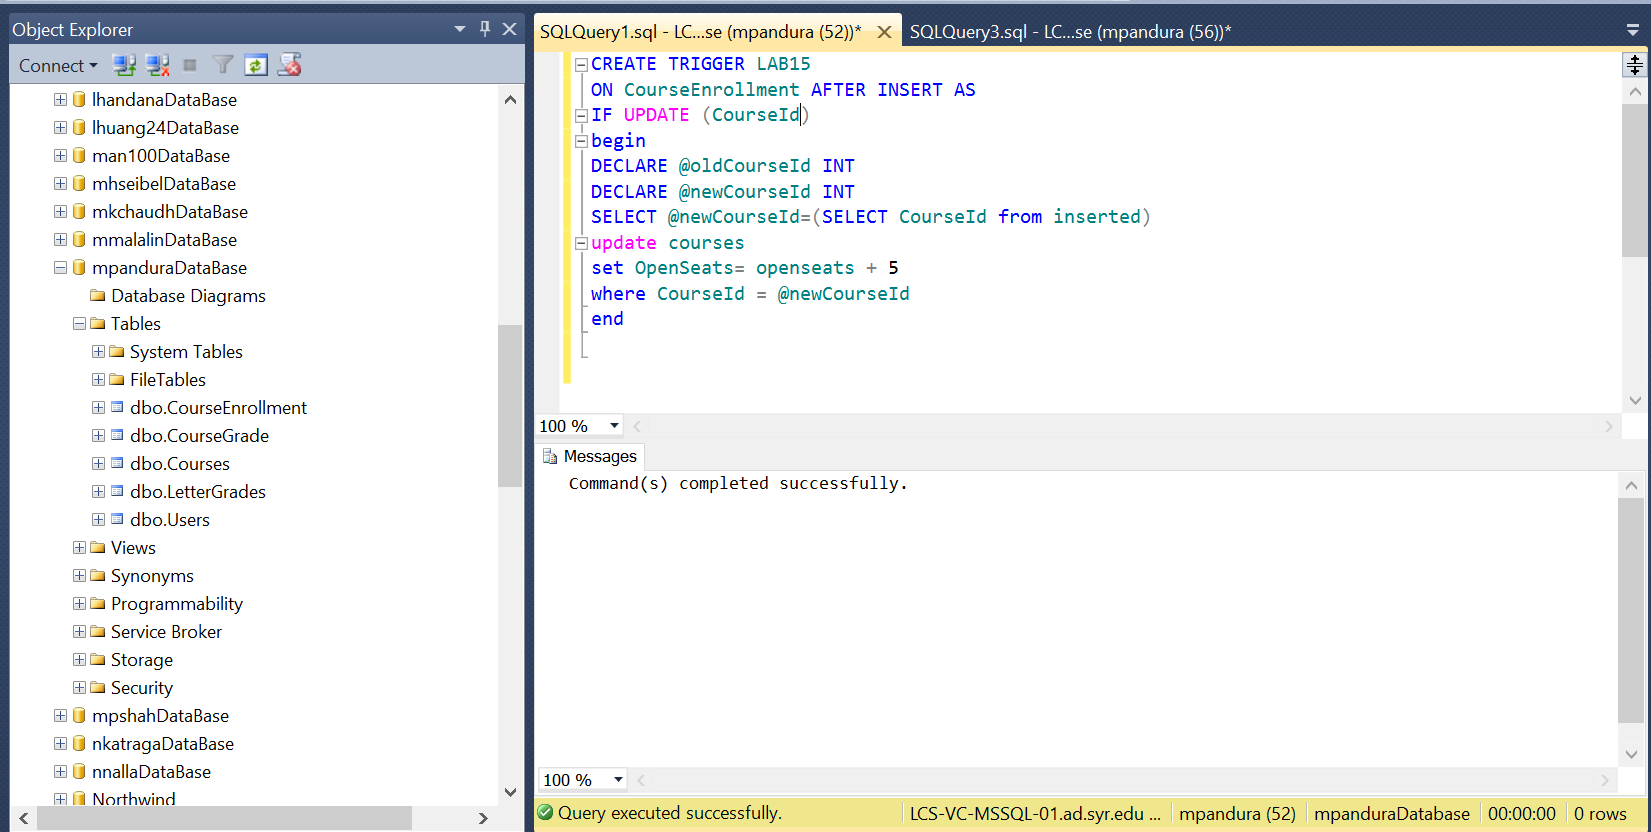 Object Explorer
Connect
lhandanaDataBase
lhuang24DataBase
man100DataBase
mhseibelDataBase
mkchaudhDataBase
mmalalinDataBase
mpanduraDataBase
Database Diagrams
Tables
System Tables
FileTables
dbo.CourseEnrollment
dbo.CourseGrade
dbo.Courses
dbo.LetterGrades
dbo.Users
Views
Synonyms
Programmability
Service Broker
Storage
Security
mpshahDataBase
nkatragaDataBase
nnallaDataBase
Northwind
SQLQuery1.sql - LC...se (mpandura (52))* SQLQuery3.sql - LC...se (mpandura (56))*
CREATE TRIGGER LAB15
ON CourseEnrollment AFTER INSERT AS
IF UPDATE (CourseId)
begin
DECLARE @oldCourseId INT
DECLARE @newCourseId INT
SELECT @newCourseId=(SELECT CourseId from inserted)
update courses
set OpenSeats= openseats + 5
where CourseId = @newCourseId
end
100 %
Messages
Command(s) completed successfully.
100 %
Query executed successfully. LCS-VC-MSSQL-01.ad.syr.edu ... mpandura (52) mpanduraDatabase 00:00:00 0 rows